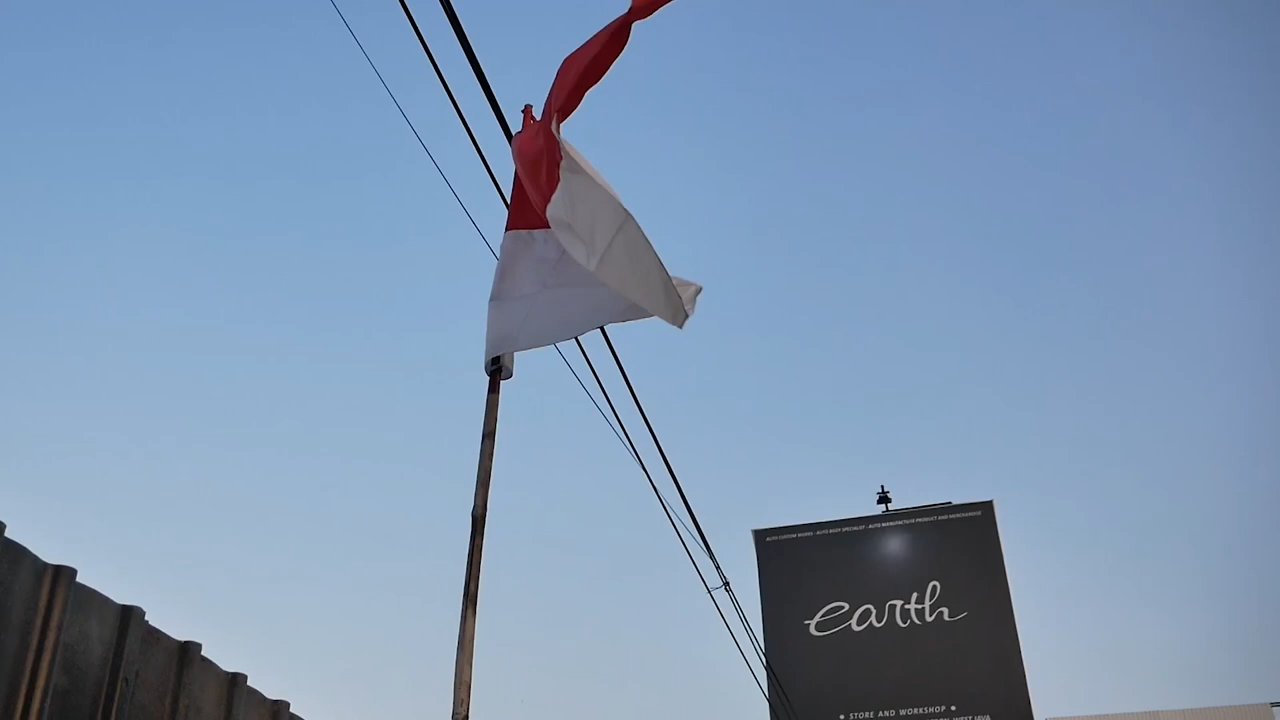 AUTO CUSTOM WORKS - AUTO BODY SPECIALIST - AUTO MANUFACTURE PRODUCT AND MERCHANDISE
earth
• STORE AND WORKSHOP •
WEST JAVA